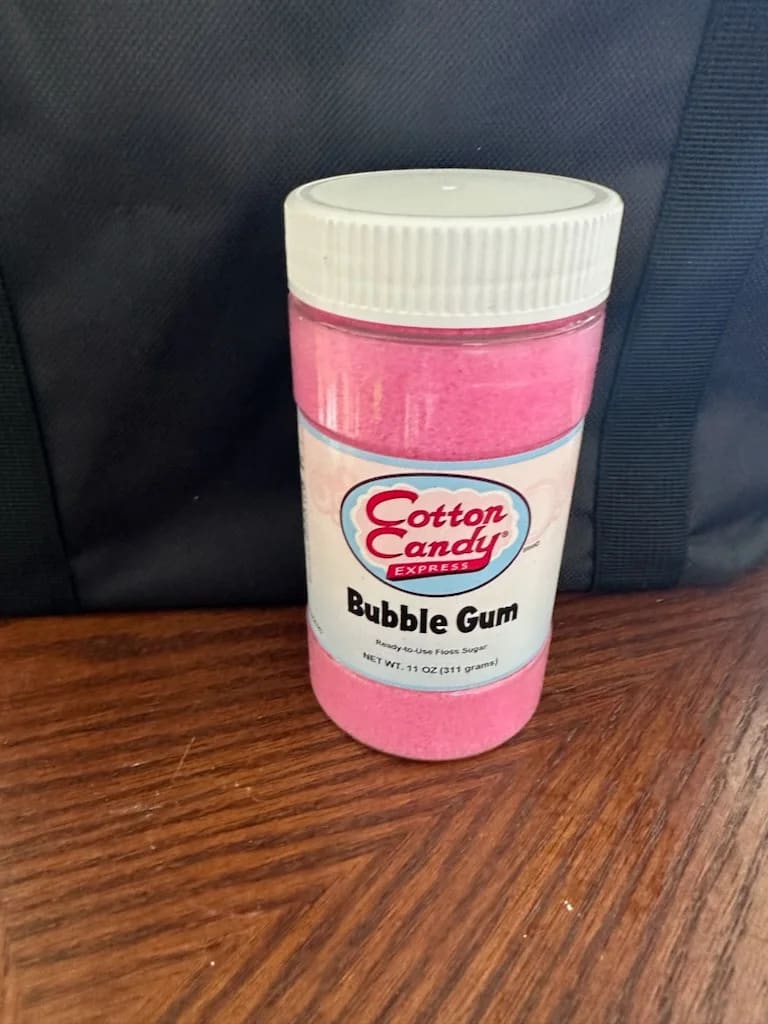 Cotton
Candy®
EXPRESS
Bubble Gum
Ready-to-Use Floss Sugar
NET WT. 11 OZ (311 grams)